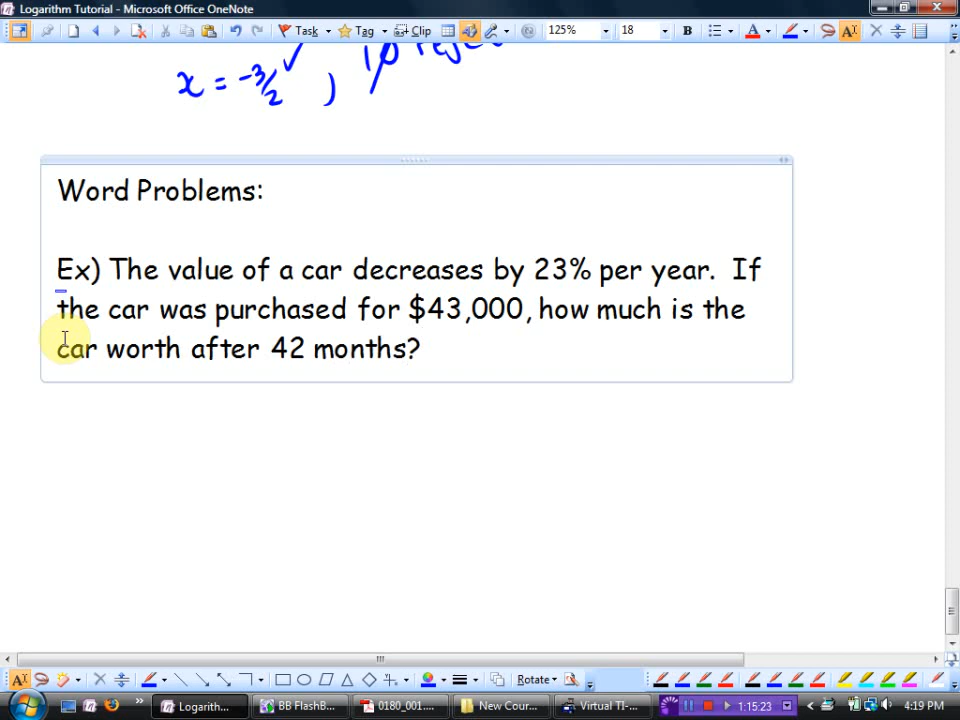 Logarithm Tutorial - Microsoft Office OneNote
Task Tag Clip 125% 18 B A A
x = -3/2 ✓ , 10
Word Problems:
Ex) The value of a car decreases by 23% per year. If
the car was purchased for $43,000, how much is the
car worth after 42 months?
A Rotate
Logarith... BB FlashB... 0180_001.... New Cour... Virtual TI-... 1:15:23 4:19 PM